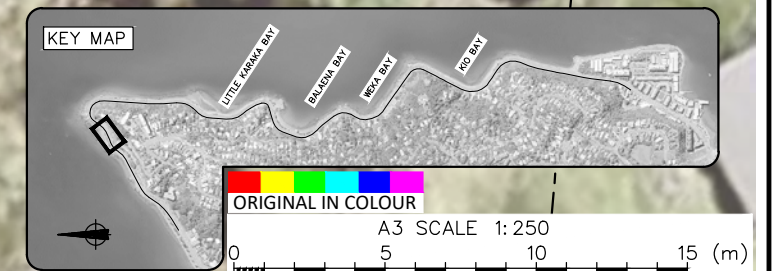 KEY MAP
LITTLE KARAKA BAY
BALAENA BAY
WEKA BAY
KIO BAY
ORIGINAL IN COLOUR
A3 SCALE 1:250
0 5 10 15 (m)